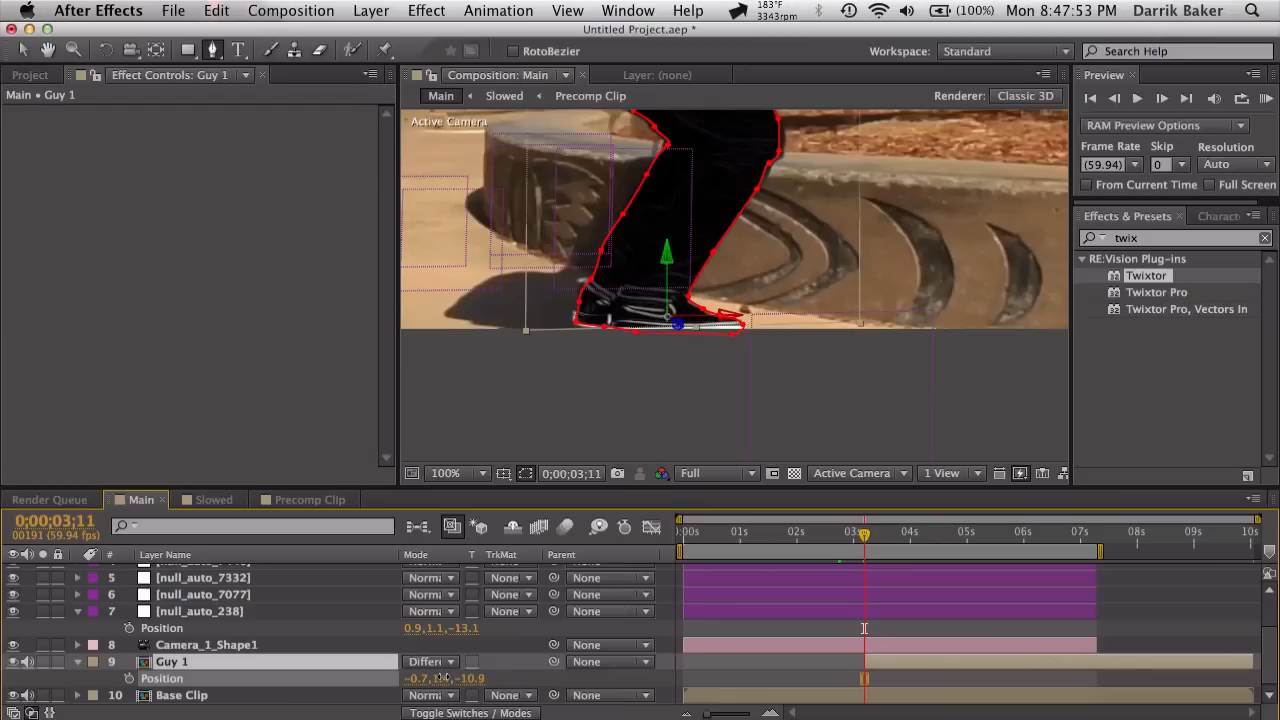 After Effects File Edit Composition Layer Effect Animation View Window Help 183°F 3343rpm (100%) Mon 8:47:53 PM Darrik Baker
Untitled Project.aep *
RotoBezier Workspace: Standard Search Help
Project Effect Controls: Guy 1 Composition: Main Layer: (none) Preview
Main • Guy 1 Main Slowed Precomp Clip Renderer: Classic 3D
Active Camera
RAM Preview Options
Frame Rate Skip Resolution
(59.94) 0 Auto
From Current Time Full Screen
Effects & Presets Charact
twix
RE:Vision Plug-ins
Twixtor
Twixtor Pro
Twixtor Pro, Vectors In
100% 0;00;03;11 Full Active Camera 1 View
Render Queue Main Slowed Precomp Clip
0;00;03;11
00191 (59.94 fps)
0:00s 01s 02s 03s 04s 05s 06s 07s 08s 09s 10s
# Layer Name Mode T TrkMat Parent
5 [null_auto_7332] Norma None None
6 [null_auto_7077] Norma None None
7 [null_auto_238] Norma None None
Position 0.9,1.1,-13.1
8 Camera_1_Shape1 None
9 Guy 1 Differ None
Position -10.9
10 Base Clip Norma None None
Toggle Switches / Modes